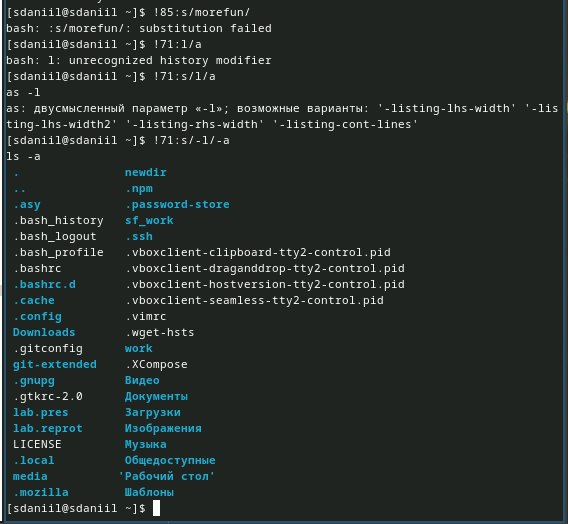 [sdaniil@sdaniil ~]$ !85:s/morefun/
bash: :s/morefun/: substitution failed
[sdaniil@sdaniil ~]$ !71:l/a
bash: l: unrecognized history modifier
[sdaniil@sdaniil ~]$ !71:s/l/a
as -l
as: двусмысленный параметр «-l»; возможные варианты: '-listing-lhs-width' '-lis
ting-lhs-width2' '-listing-rhs-width' '-listing-cont-lines'
[sdaniil@sdaniil ~]$ !71:s/-l/-a
ls -a
. newdir
.. .npm
.asy .password-store
.bash_history sf_work
.bash_logout .ssh
.bash_profile .vboxclient-clipboard-tty2-control.pid
.bashrc .vboxclient-draganddrop-tty2-control.pid
.bashrc.d .vboxclient-hostversion-tty2-control.pid
.cache .vboxclient-seamless-tty2-control.pid
.config .vimrc
Downloads .wget-hsts
.gitconfig work
git-extended .XCompose
.gnupg Видео
.gtkrc-2.0 Документы
lab.pres Загрузки
lab.reprot Изображения
LICENSE Музыка
.local Общедоступные
media 'Рабочий стол'
.mozilla Шаблоны
[sdaniil@sdaniil ~]$